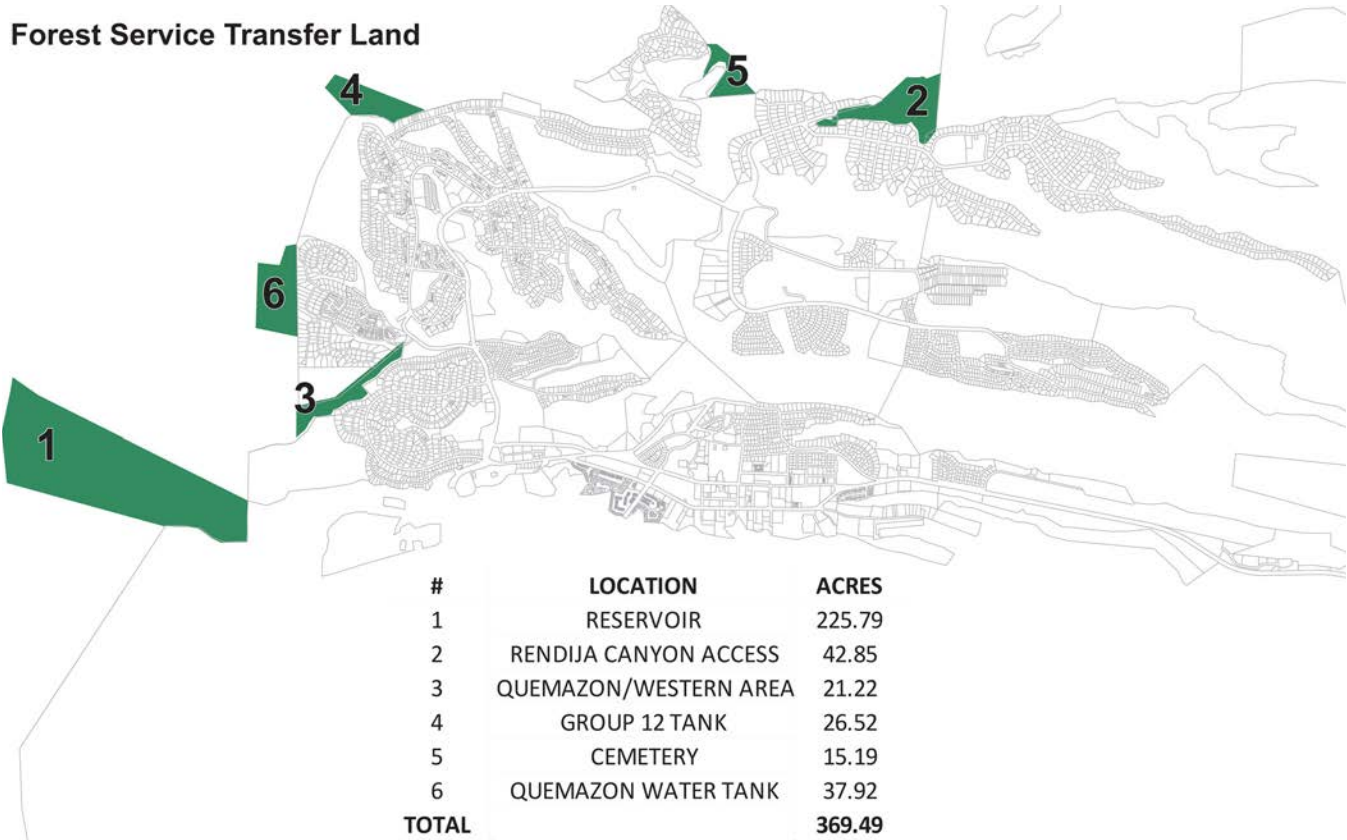 Forest Service Transfer Land
4
5
2
6
3
1
# LOCATION ACRES
1 RESERVOIR 225.79
2 RENDIJA CANYON ACCESS 42.85
3 QUEMAZON/WESTERN AREA 21.22
4 GROUP 12 TANK 26.52
5 CEMETERY 15.19
6 QUEMAZON WATER TANK 37.92
TOTAL 369.49